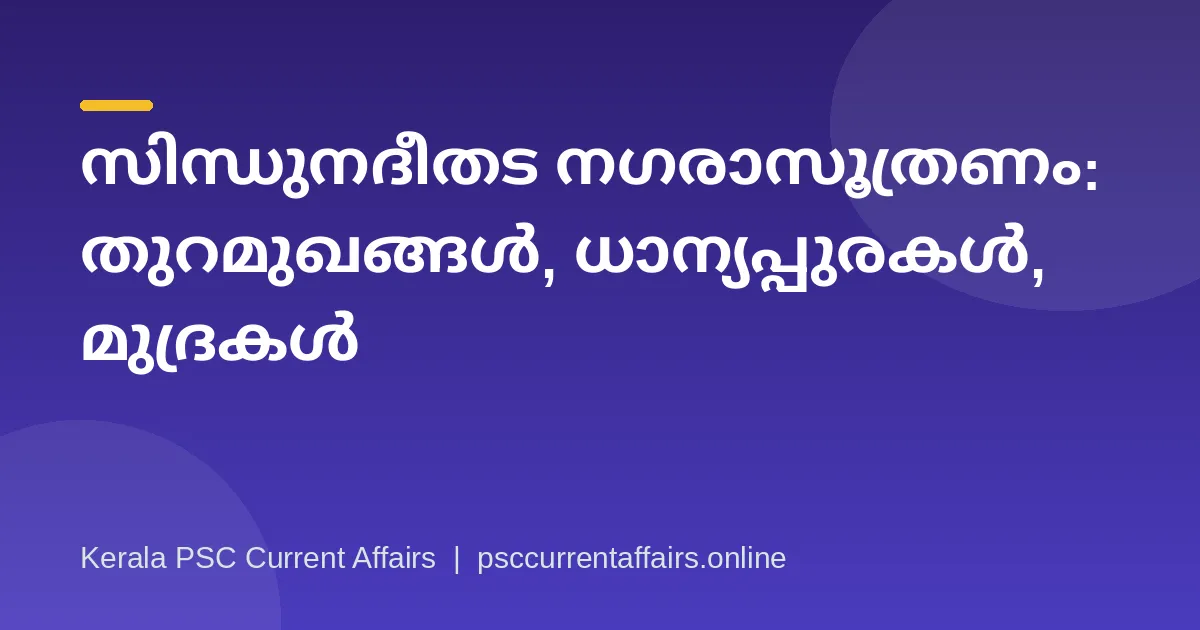 സിന്ധുനദീതട നഗരാസൂത്രണം:
തുറമുഖങ്ങൾ, ധാന്യപ്പുരകൾ,
മുദ്രകൾ
Kerala PSC Current Affairs | psccurrentaffairs.online